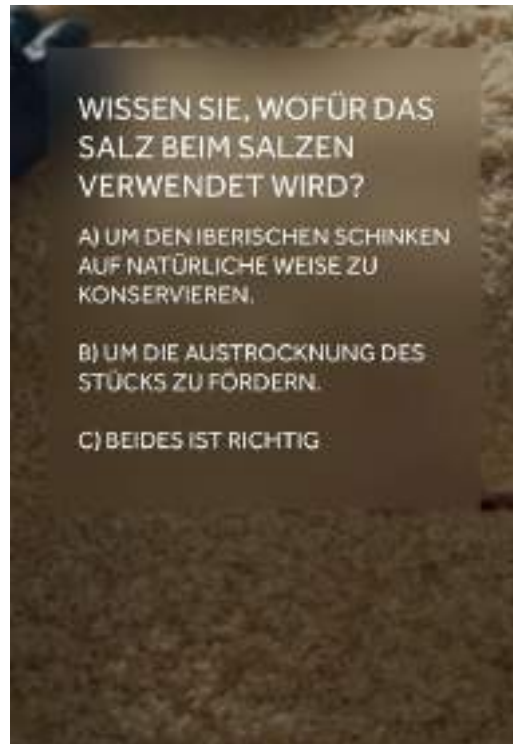 WISSEN SIE, WOFÜR DAS
SALZ BEIM SALZEN
VERWENDET WIRD?
A) UM DEN IBERISCHEN SCHINKEN
AUF NATÜRLICHE WEISE ZU
KONSERVIEREN.
B) UM DIE AUSTROCKNUNG DES
STÜCKS ZU FÖRDERN.
C) BEIDES IST RICHTIG